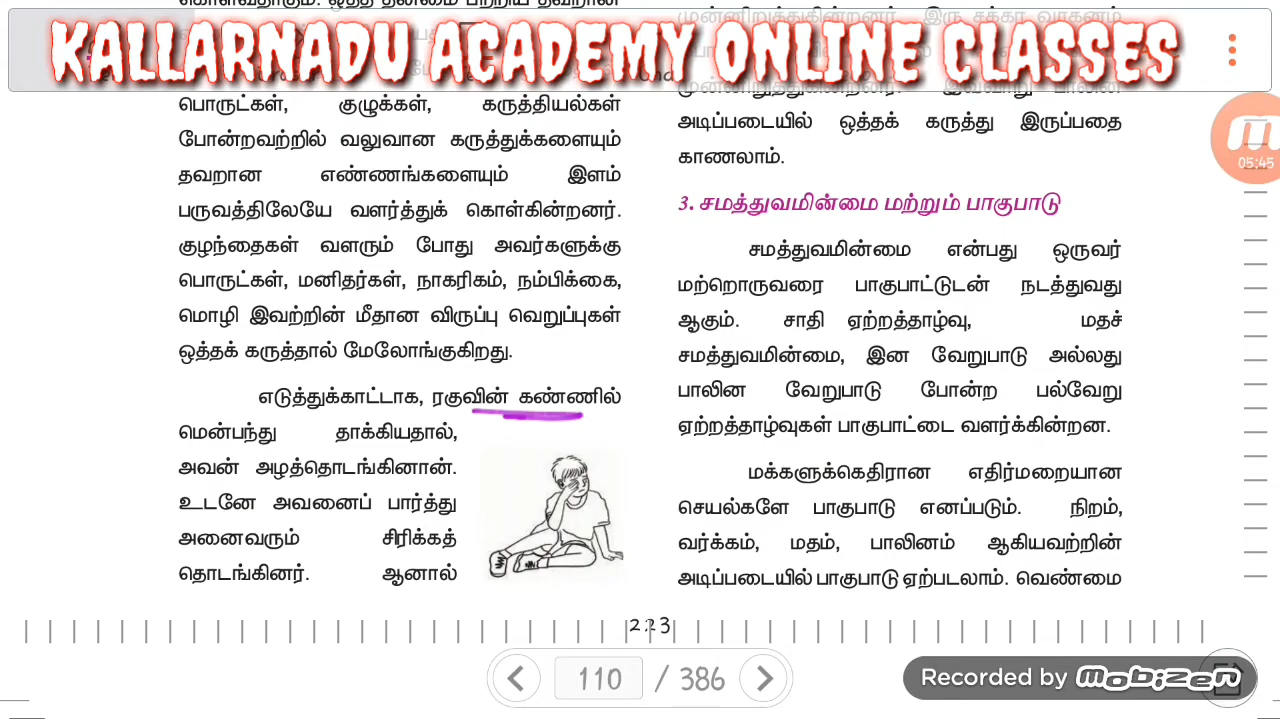 KALLARNADU ACADEMY ONLINE CLASSES
05:45
பொருட்கள், குழுக்கள், கருத்தியல்கள்
போன்றவற்றில் வலுவான கருத்துக்களையும்
தவறான எண்ணங்களையும் இளம்
பருவத்திலேயே வளர்த்துக் கொள்கின்றனர்.
குழந்தைகள் வளரும் போது அவர்களுக்கு
பொருட்கள், மனிதர்கள், நாகரிகம், நம்பிக்கை,
மொழி இவற்றின் மீதான விருப்பு வெறுப்புகள்
ஒத்தக் கருத்தால் மேலோங்குகிறது.
எடுத்துக்காட்டாக, ரகுவின் கண்ணில்
மென்பந்து தாக்கியதால்,
அவன் அழத்தொடங்கினான்.
உடனே அவனைப் பார்த்து
அனைவரும் சிரிக்கத்
தொடங்கினர். ஆனால்
முன்னிறுத்துகின்றனர். இரு சக்கர வாகனம்
அடிப்படையில் ஒத்தக் கருத்து இருப்பதை
காணலாம்.
3. சமத்துவமின்மை மற்றும் பாகுபாடு
சமத்துவமின்மை என்பது ஒருவர்
மற்றொருவரை பாகுபாட்டுடன் நடத்துவது
ஆகும். சாதி ஏற்றத்தாழ்வு, மதச்
சமத்துவமின்மை, இன வேறுபாடு அல்லது
பாலின வேறுபாடு போன்ற பல்வேறு
ஏற்றத்தாழ்வுகள் பாகுபாட்டை வளர்க்கின்றன.
மக்களுக்கெதிரான எதிர்மறையான
செயல்களே பாகுபாடு எனப்படும். நிறம்,
வர்க்கம், மதம், பாலினம் ஆகியவற்றின்
அடிப்படையில் பாகுபாடு ஏற்படலாம். வெண்மை
223
110 / 386
Recorded by mobizen